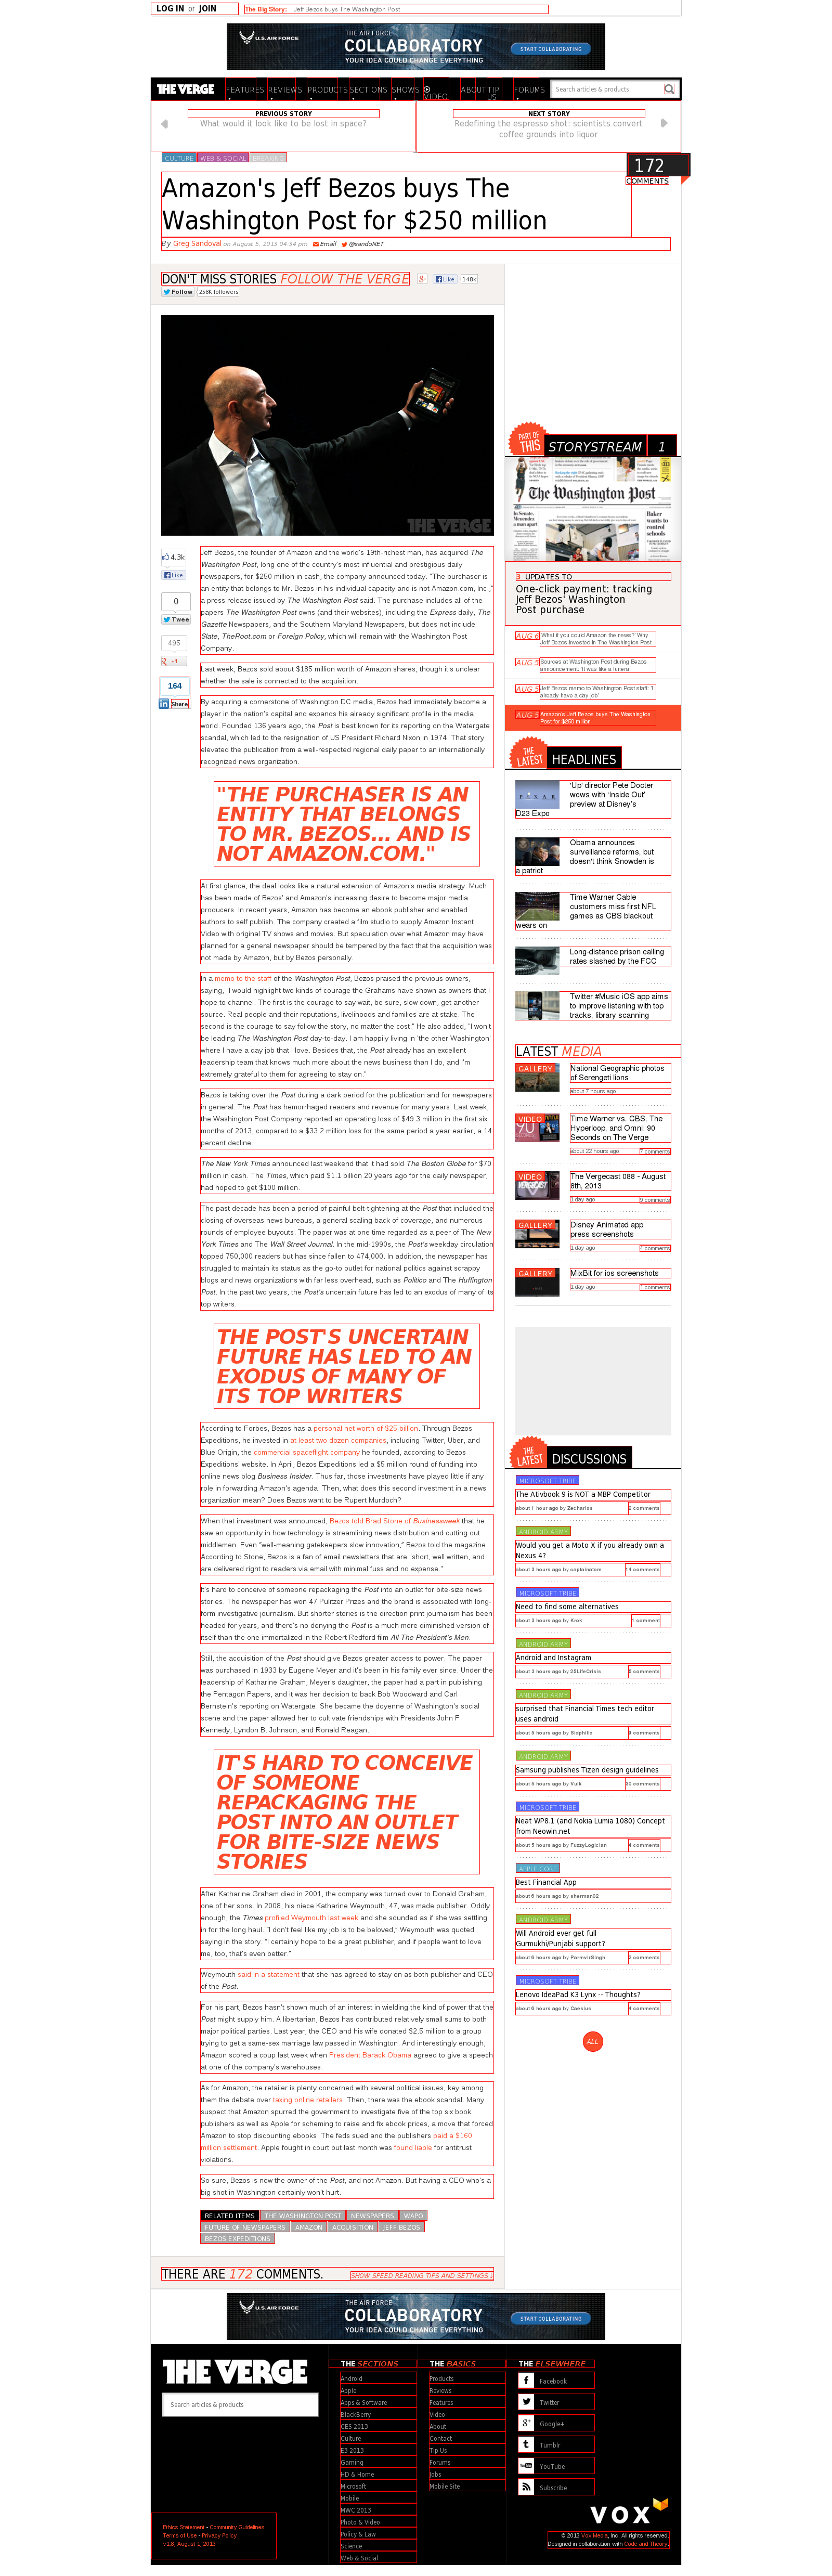 LOG IN or JOIN
The Big Story: Jeff Bezos buys The Washington Post
U.S. AIR FORCE
THE AIR FORCE
COLLABORATORY
YOUR IDEA COULD CHANGE EVERYTHING
START COLLABORATING
THE VERGE
FEATURES REVIEWS PRODUCTS SECTIONS SHOWS VIDEO ABOUT TIP US FORUMS
Search articles & products
PREVIOUS STORY
What would it look like to be lost in space?
NEXT STORY
Redefining the espresso shot: scientists convert
coffee grounds into liquor
CULTURE WEB & SOCIAL BREAKING
172
COMMENTS
Amazon's Jeff Bezos buys The
Washington Post for $250 million
By Greg Sandoval on August 5, 2013 04:34 pm Email @sandoNET
DON'T MISS STORIES FOLLOW THE VERGE Like 148k
Follow 258K followers
THE VERGE
4.3k
Like
0
Twee
495
+1
164
Share
Jeff Bezos, the founder of Amazon and the world's 19th-richest man, has acquired The
Washington Post, long one of the country's most influential and prestigious daily
newspapers, for $250 million in cash, the company announced today. "The purchaser is
an entity that belongs to Mr. Bezos in his individual capacity and is not Amazon.com, Inc.,"
a press release issued by The Washington Post said. The purchase includes all of the
papers The Washington Post owns (and their websites), including the Express daily, The
Gazette Newspapers, and the Southern Maryland Newspapers, but does not include
Slate, TheRoot.com or Foreign Policy, which will remain with the Washington Post
Company.
Last week, Bezos sold about $185 million worth of Amazon shares, though it's unclear
whether the sale is connected to the acquisition.
By acquiring a cornerstone of Washington DC media, Bezos had immediately become a
player in the nation's capital and expands his already significant profile in the media
world. Founded 136 years ago, the Post is best known for its reporting on the Watergate
scandal, which led to the resignation of US President Richard Nixon in 1974. That story
elevated the publication from a well-respected regional daily paper to an internationally
recognized news organization.
"THE PURCHASER IS AN
ENTITY THAT BELONGS
TO MR. BEZOS... AND IS
NOT AMAZON.COM."
At first glance, the deal looks like a natural extension of Amazon's media strategy. Much
has been made of Bezos' and Amazon's increasing desire to become major media
producers. In recent years, Amazon has become an ebook publisher and enabled
authors to self publish. The company created a film studio to supply Amazon Instant
Video with original TV shows and movies. But speculation over what Amazon may have
planned for a general newspaper should be tempered by the fact that the acquisition was
not made by Amazon, but by Bezos personally.
In a memo to the staff of the Washington Post, Bezos praised the previous owners,
saying, "I would highlight two kinds of courage the Grahams have shown as owners that I
hope to channel. The first is the courage to say wait, be sure, slow down, get another
source. Real people and their reputations, livelihoods and families are at stake. The
second is the courage to say follow the story, no matter the cost." He also added, "I won't
be leading The Washington Post day-to-day. I am happily living in 'the other Washington'
where I have a day job that I love. Besides that, the Post already has an excellent
leadership team that knows much more about the news business than I do, and I'm
extremely grateful to them for agreeing to stay on."
Bezos is taking over the Post during a dark period for the publication and for newspapers
in general. The Post has hemorrhaged readers and revenue for many years. Last week,
the Washington Post Company reported an operating loss of $49.3 million in the first six
months of 2013, compared to a $33.2 million loss for the same period a year earlier, a 14
percent decline.
The New York Times announced last weekend that it had sold The Boston Globe for $70
million in cash. The Times, which paid $1.1 billion 20 years ago for the daily newspaper,
had hoped to get $100 million.
The past decade has been a period of painful belt-tightening at the Post that included the
closing of overseas news bureaus, a general scaling back of coverage, and numerous
rounds of employee buyouts. The paper was at one time regarded as a peer of The New
York Times and The Wall Street Journal. In the mid-1990s, the Post's weekday circulation
topped 750,000 readers but has since fallen to 474,000. In addition, the newspaper has
struggled to maintain its status as the go-to outlet for national politics against scrappy
blogs and news organizations with far less overhead, such as Politico and The Huffington
Post. In the past two years, the Post's uncertain future has led to an exodus of many of its
top writers.
THE POST'S UNCERTAIN
FUTURE HAS LED TO AN
EXODUS OF MANY OF
ITS TOP WRITERS
According to Forbes, Bezos has a personal net worth of $25 billion. Through Bezos
Expeditions, he invested in at least two dozen companies, including Twitter, Uber, and
Blue Origin, the commercial spaceflight company he founded, according to Bezos
Expeditions' website. In April, Bezos Expeditions led a $5 million round of funding into
online news blog Business Insider. Thus far, those investments have played little if any
role in forwarding Amazon's agenda. Then, what does this second investment in a news
organization mean? Does Bezos want to be Rupert Murdoch?
When that investment was announced, Bezos told Brad Stone of Businessweek that he
saw an opportunity in how technology is streamlining news distribution and cutting out
middlemen. Even "well-meaning gatekeepers slow innovation," Bezos told the magazine.
According to Stone, Bezos is a fan of email newsletters that are "short, well written, and
are delivered right to readers via email with minimal fuss and no expense."
It's hard to conceive of someone repackaging the Post into an outlet for bite-size news
stories. The newspaper has won 47 Pulitzer Prizes and the brand is associated with long-
form investigative journalism. But shorter stories is the direction print journalism has been
headed for years, and there's no denying the Post is a much more diminished version of
itself than the one immortalized in the Robert Redford film All The President's Men.
Still, the acquisition of the Post should give Bezos greater access to power. The paper
was purchased in 1933 by Eugene Meyer and it's been in his family ever since. Under the
leadership of Katharine Graham, Meyer's daughter, the paper had a part in publishing
the Pentagon Papers, and it was her decision to back Bob Woodward and Carl
Bernstein's reporting on Watergate. She became the doyenne of Washington's social
scene and the paper allowed her to cultivate friendships with Presidents John F.
Kennedy, Lyndon B. Johnson, and Ronald Reagan.
IT'S HARD TO CONCEIVE
OF SOMEONE
REPACKAGING THE
POST INTO AN OUTLET
FOR BITE-SIZE NEWS
STORIES
After Katharine Graham died in 2001, the company was turned over to Donald Graham,
one of her sons. In 2008, his niece Katharine Weymouth, 47, was made publisher. Oddly
enough, the Times profiled Weymouth last week and she sounded as if she was settling
in for the long haul. "I don't feel like my job is to be beloved," Weymouth was quoted
saying in the story. "I certainly hope to be a great publisher, and if people want to love
me, too, that's even better."
Weymouth said in a statement that she has agreed to stay on as both publisher and CEO
of the Post.
For his part, Bezos hasn't shown much of an interest in wielding the kind of power that the
Post might supply him. A libertarian, Bezos has contributed relatively small sums to both
major political parties. Last year, the CEO and his wife donated $2.5 million to a group
trying to get a same-sex marriage law passed in Washington. And interestingly enough,
Amazon scored a coup last week when President Barack Obama agreed to give a speech
at one of the company's warehouses.
As for Amazon, the retailer is plenty concerned with several political issues, key among
them the debate over taxing online retailers. Then, there was the ebook scandal. Many
suspect that Amazon spurred the government to investigate five of the top six book
publishers as well as Apple for scheming to raise and fix ebook prices, a move that forced
Amazon to stop discounting ebooks. The feds sued and the publishers paid a $160
million settlement. Apple fought in court but last month was found liable for antitrust
violations.
So sure, Bezos is now the owner of the Post, and not Amazon. But having a CEO who's a
big shot in Washington certainly won't hurt.
RELATED ITEMS THE WASHINGTON POST NEWSPAPERS WAPO
FUTURE OF NEWSPAPERS AMAZON ACQUISITION JEFF BEZOS
BEZOS EXPEDITIONS
THERE ARE 172 COMMENTS.
SHOW SPEED READING TIPS AND SETTINGS
PART OF THIS STORYSTREAM 1
The Washington Post
Baker wants to control schools
3 UPDATES TO
One-click payment: tracking
Jeff Bezos' Washington
Post purchase
AUG 6 'What if you could Amazon the news?' Why
Jeff Bezos invested in The Washington Post
AUG 5 Sources at Washington Post during Bezos
announcement: 'It was like a funeral'
AUG 5 Jeff Bezos memo to Washington Post staff: 'I
already have a day job'
AUG 5 Amazon's Jeff Bezos buys The Washington
Post for $250 million
THE LATEST HEADLINES
'Up' director Pete Docter
wows with 'Inside Out'
preview at Disney's
D23 Expo
Obama announces
surveillance reforms, but
doesn't think Snowden is
a patriot
Time Warner Cable
customers miss first NFL
games as CBS blackout
wears on
Long-distance prison calling
rates slashed by the FCC
Twitter #Music iOS app aims
to improve listening with top
tracks, library scanning
LATEST MEDIA
GALLERY
National Geographic photos
of Serengeti lions
about 7 hours ago
VIDEO
Time Warner vs. CBS, The
Hyperloop, and Omni: 90
Seconds on The Verge
about 22 hours ago 7 comments
VIDEO
The Vergecast 088 - August
8th, 2013
1 day ago 9 comments
GALLERY
Disney Animated app
press screenshots
1 day ago 8 comments
GALLERY
MixBit for ios screenshots
1 day ago 1 comments
THE LATEST DISCUSSIONS
MICROSOFT TRIBE
The Ativbook 9 is NOT a MBP Competitor
about 1 hour ago by Zecharixs 2 comments
ANDROID ARMY
Would you get a Moto X if you already own a
Nexus 4?
about 3 hours ago by captainatom 14 comments
MICROSOFT TRIBE
Need to find some alternatives
about 3 hours ago by Krok 1 comment
ANDROID ARMY
Android and Instagram
about 3 hours ago by 25LifeCrisis 5 comments
ANDROID ARMY
surprised that Financial Times tech editor
uses android
about 5 hours ago by Sidphilis 6 comments
ANDROID ARMY
Samsung publishes Tizen design guidelines
about 5 hours ago by Vulk 30 comments
MICROSOFT TRIBE
Neat WP8.1 (and Nokia Lumia 1080) Concept
from Neowin.net
about 5 hours ago by FuzzyLogician 4 comments
APPLE CORE
Best Financial App
about 6 hours ago by sherman02
ANDROID ARMY
Will Android ever get full
Gurmukhi/Punjabi support?
about 6 hours ago by ParmvirSingh 2 comments
MICROSOFT TRIBE
Lenovo IdeaPad K3 Lynx -- Thoughts?
about 6 hours ago by Caesius 4 comments
ALL
U.S. AIR FORCE
THE AIR FORCE
COLLABORATORY
YOUR IDEA COULD CHANGE EVERYTHING
START COLLABORATING
THE VERGE
Search articles & products
THE SECTIONS
Android
Apple
Apps & Software
BlackBerry
CES 2013
Culture
E3 2013
Gaming
HD & Home
Microsoft
Mobile
MWC 2013
Photo & Video
Policy & Law
Science
Web & Social
THE BASICS
Products
Reviews
Features
Video
About
Contact
Tip Us
Forums
Jobs
Mobile Site
THE ELSEWHERE
Facebook
Twitter
Google+
Tumblr
YouTube
Subscribe
Ethics Statement - Community Guidelines
Terms of Use - Privacy Policy
v1.8, August 1, 2013
VOX
© 2013 Vox Media, Inc. All rights reserved.
Designed in collaboration with Code and Theory.